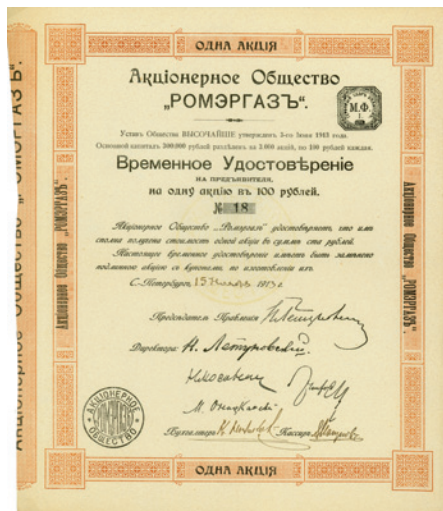 ОДНА АКЦІЯ
Акціонерное Общество
„РОМЭРГАЗЪ“.
М.Ф.
Уставъ Общества ВЫСОЧАЙШЕ утвержденъ 3-го Іюня 1913 года.
Основной капиталъ 300.000 рублей раздѣленъ на 3.000 акцій, по 100 рублей каждая.
Временное Удостовѣреніе
НА ПРЕДЪЯВИТЕЛЯ,
на одну акцію въ 100 рублей.
№ 18
Акціонерное Общество „Ромэргазъ“ удостовѣряетъ, что имъ
сполна получена стоимость одной акціи въ суммѣ ста рублей.
Настоящее временное удостовѣреніе имѣетъ быть замѣнено
подлинною акціею съ купонами, по изготовленіи ихъ.
С.-Петербургъ, 15 1913 г.
Предсѣдатель Правленія
Директора: Н.
М.
Бухгалтеръ Кассиръ
АКЦІОНЕРНОЕ
ОБЩЕСТВО
ОДНА АКЦІЯ
Акціонерное Общество „РОМЭРГАЗЪ“.
Акціонерное Общество „РОМЭРГАЗЪ“.